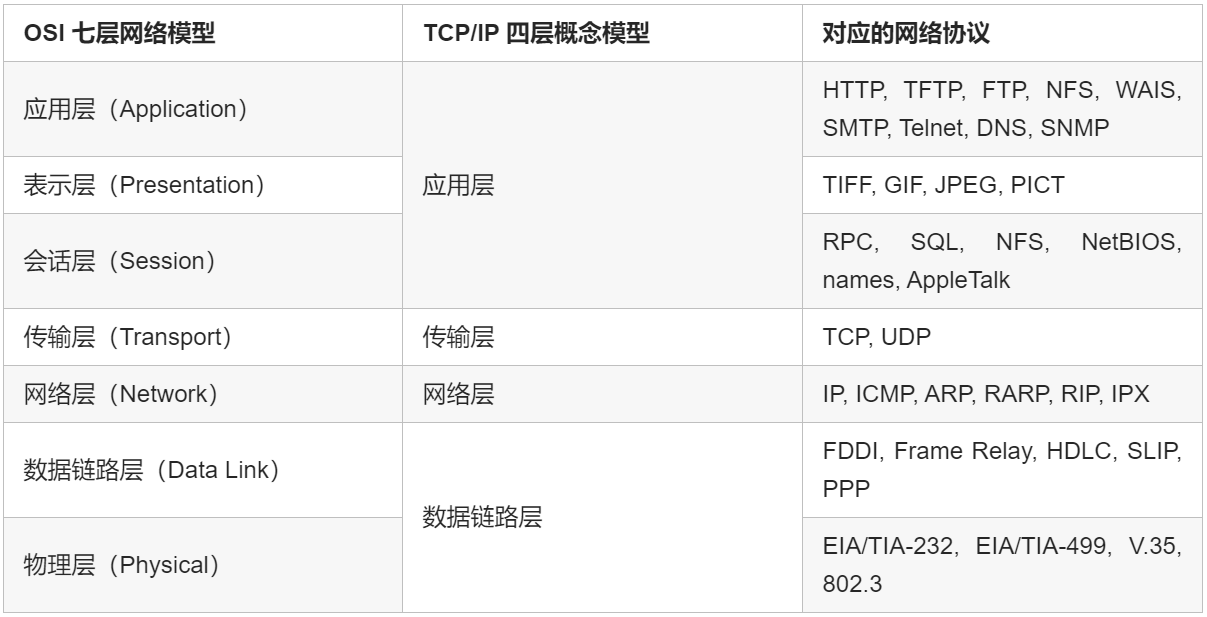 OSI 七层网络模型
TCP/IP 四层概念模型
对应的网络协议
应用层（Application）
应用层
HTTP, TFTP, FTP, NFS, WAIS,
SMTP, Telnet, DNS, SNMP
表示层（Presentation）
TIFF, GIF, JPEG, PICT
会话层（Session）
RPC, SQL, NFS, NetBIOS,
names, AppleTalk
传输层（Transport）
传输层
TCP, UDP
网络层（Network）
网络层
IP, ICMP, ARP, RARP, RIP, IPX
数据链路层（Data Link）
数据链路层
FDDI, Frame Relay, HDLC, SLIP,
PPP
物理层（Physical）
EIA/TIA-232, EIA/TIA-499, V.35,
802.3